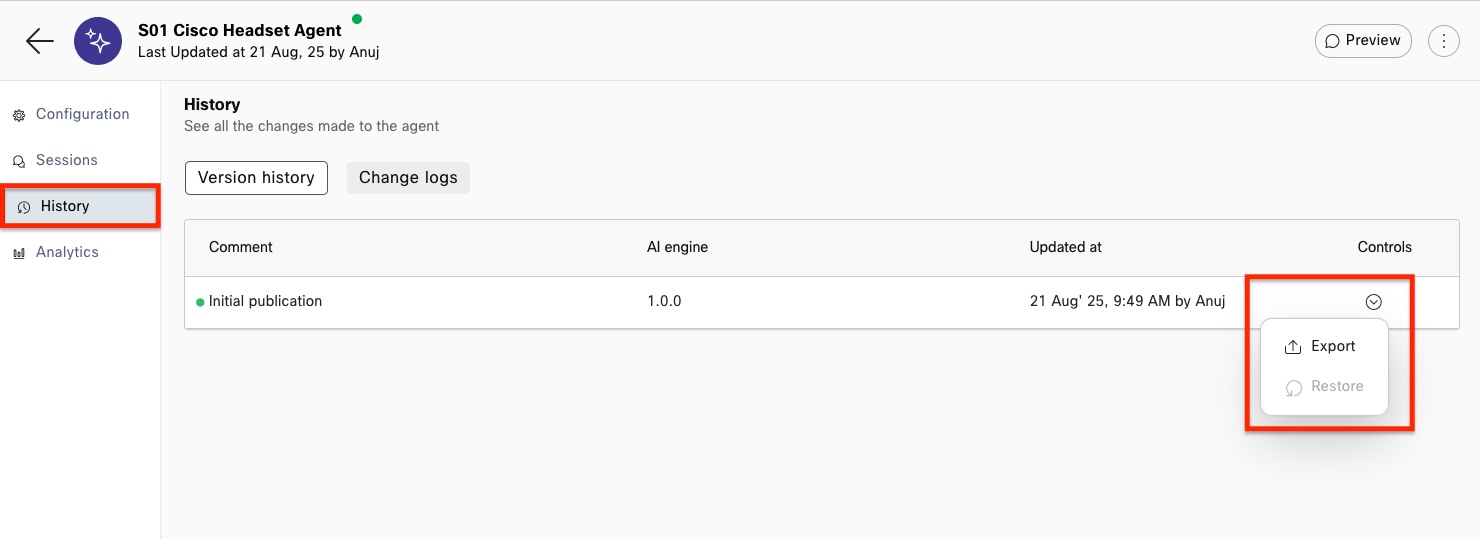 S01 Cisco Headset Agent
Last Updated at 21 Aug, 25 by Anuj
Preview
Configuration
Sessions
History
Analytics
History
See all the changes made to the agent
Version history
Change logs
Comment AI engine Updated at Controls
Initial publication 1.0.0 21 Aug' 25, 9:49 AM by Anuj
Export
Restore